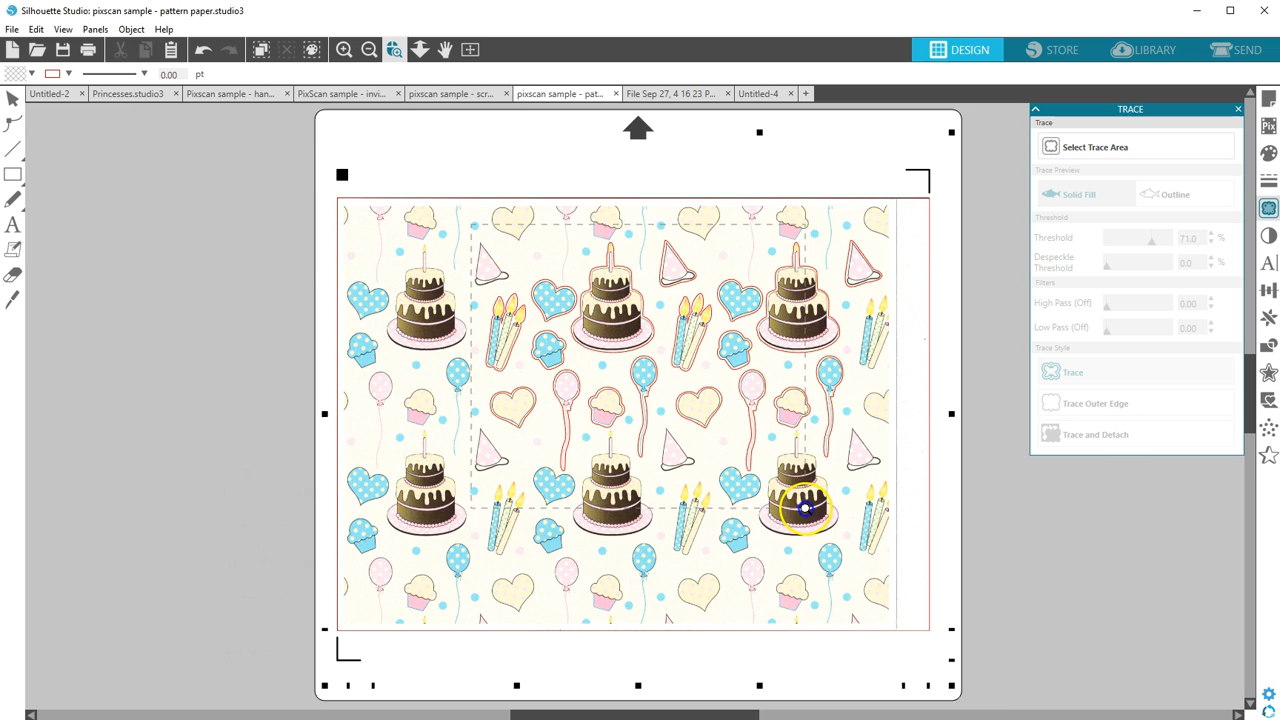 Silhouette Studio: pixscan sample - pattern paper.studio3
File Edit View Panels Object Help
DESIGN STORE LIBRARY SEND
0.00 pt
Untitled-2 Princesses.studio3 Pixscan sample - han... PixScan sample - invi... pixscan sample - scr... pixscan sample - pat... File Sep 27, 4 16 23 P... Untitled-4
TRACE
Trace
Select Trace Area
Trace Preview
Solid Fill Outline
Threshold
Threshold 71.0 %
Despeckle Threshold 0.0 %
Filters
High Pass (Off) 0.00
Low Pass (Off) 0.00
Trace Style
Trace
Trace Outer Edge
Trace and Detach